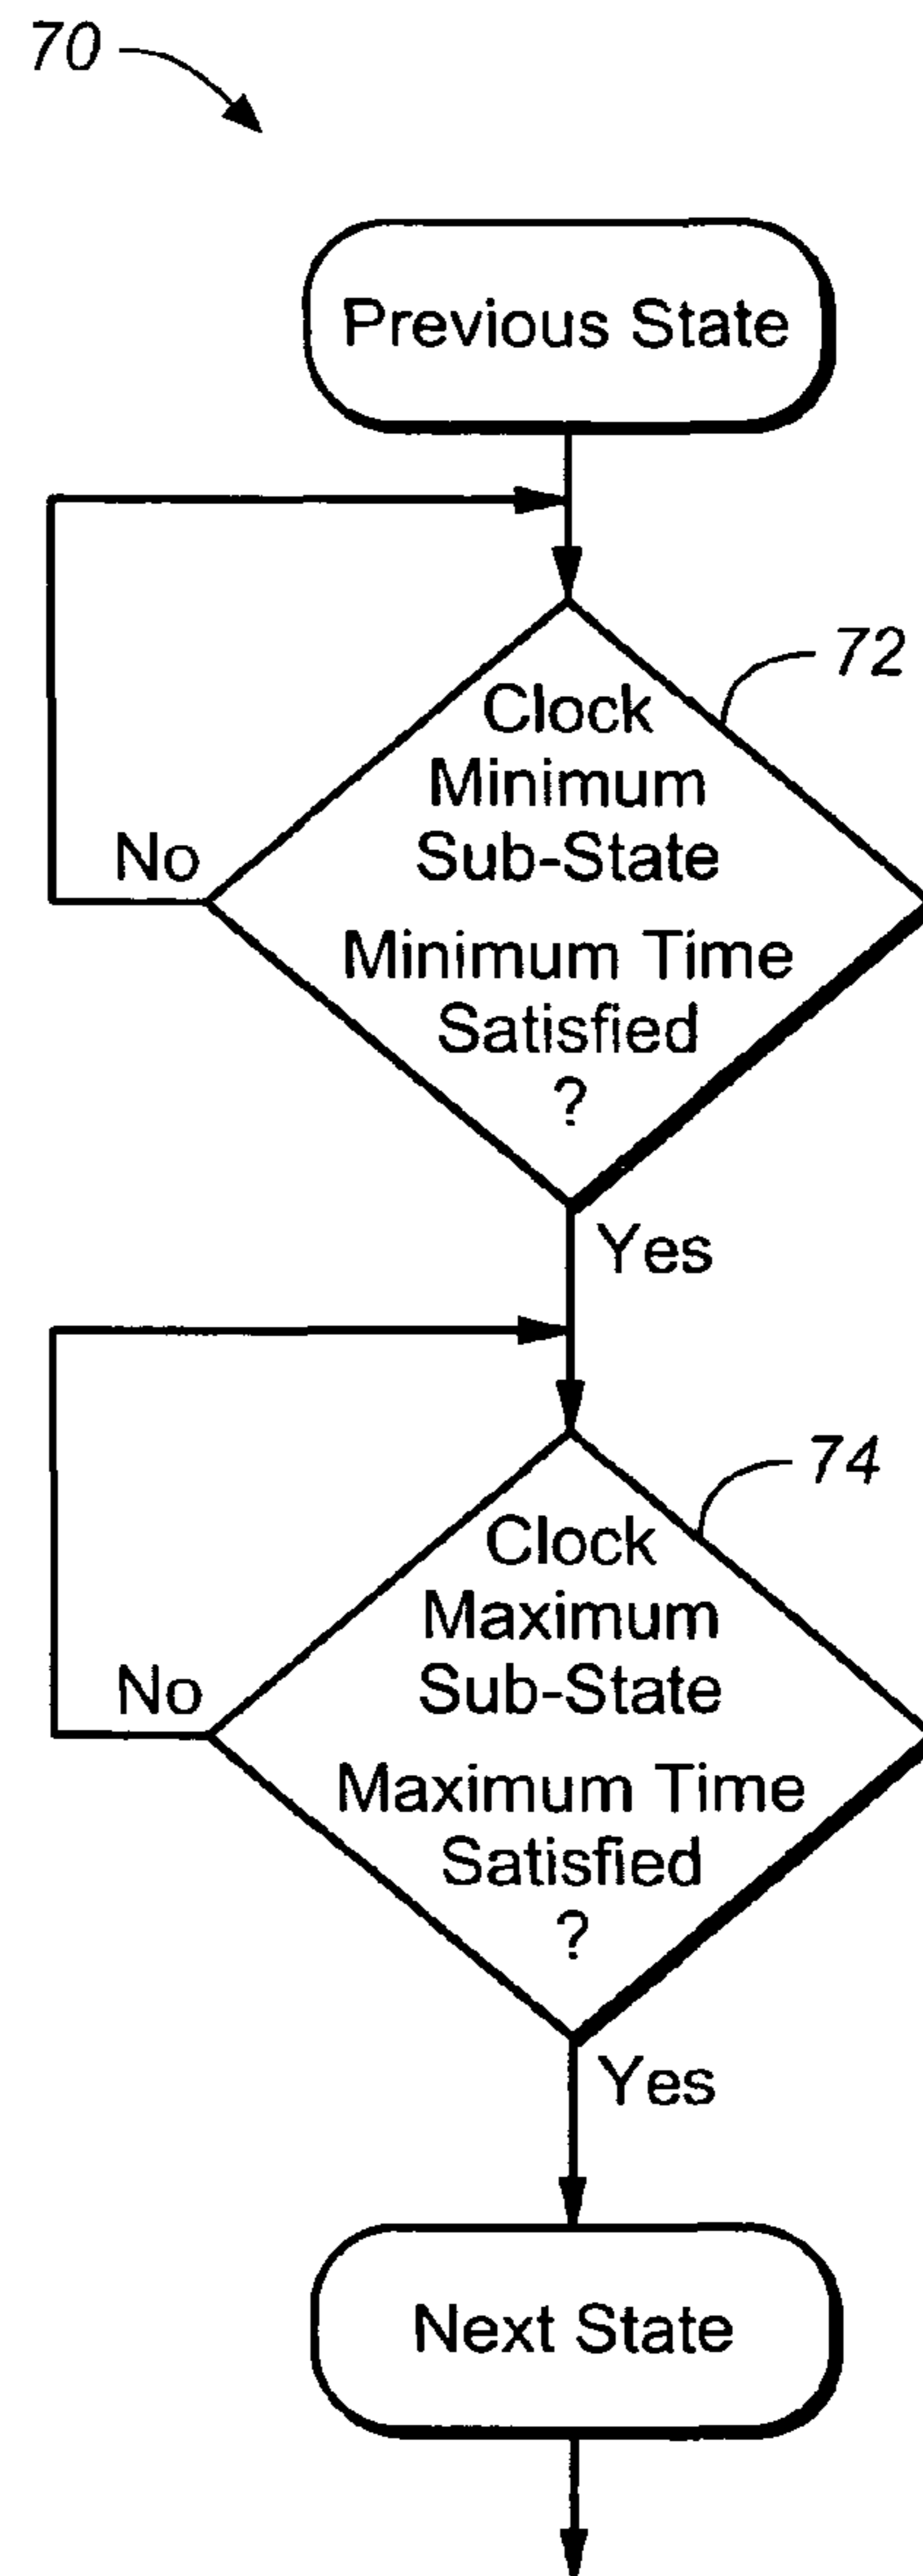 70
Previous State
72
Clock
Minimum
Sub-State
No
Minimum Time
Satisfied
?
Yes
74
Clock
Maximum
Sub-State
No
Maximum Time
Satisfied
?
Yes
Next State